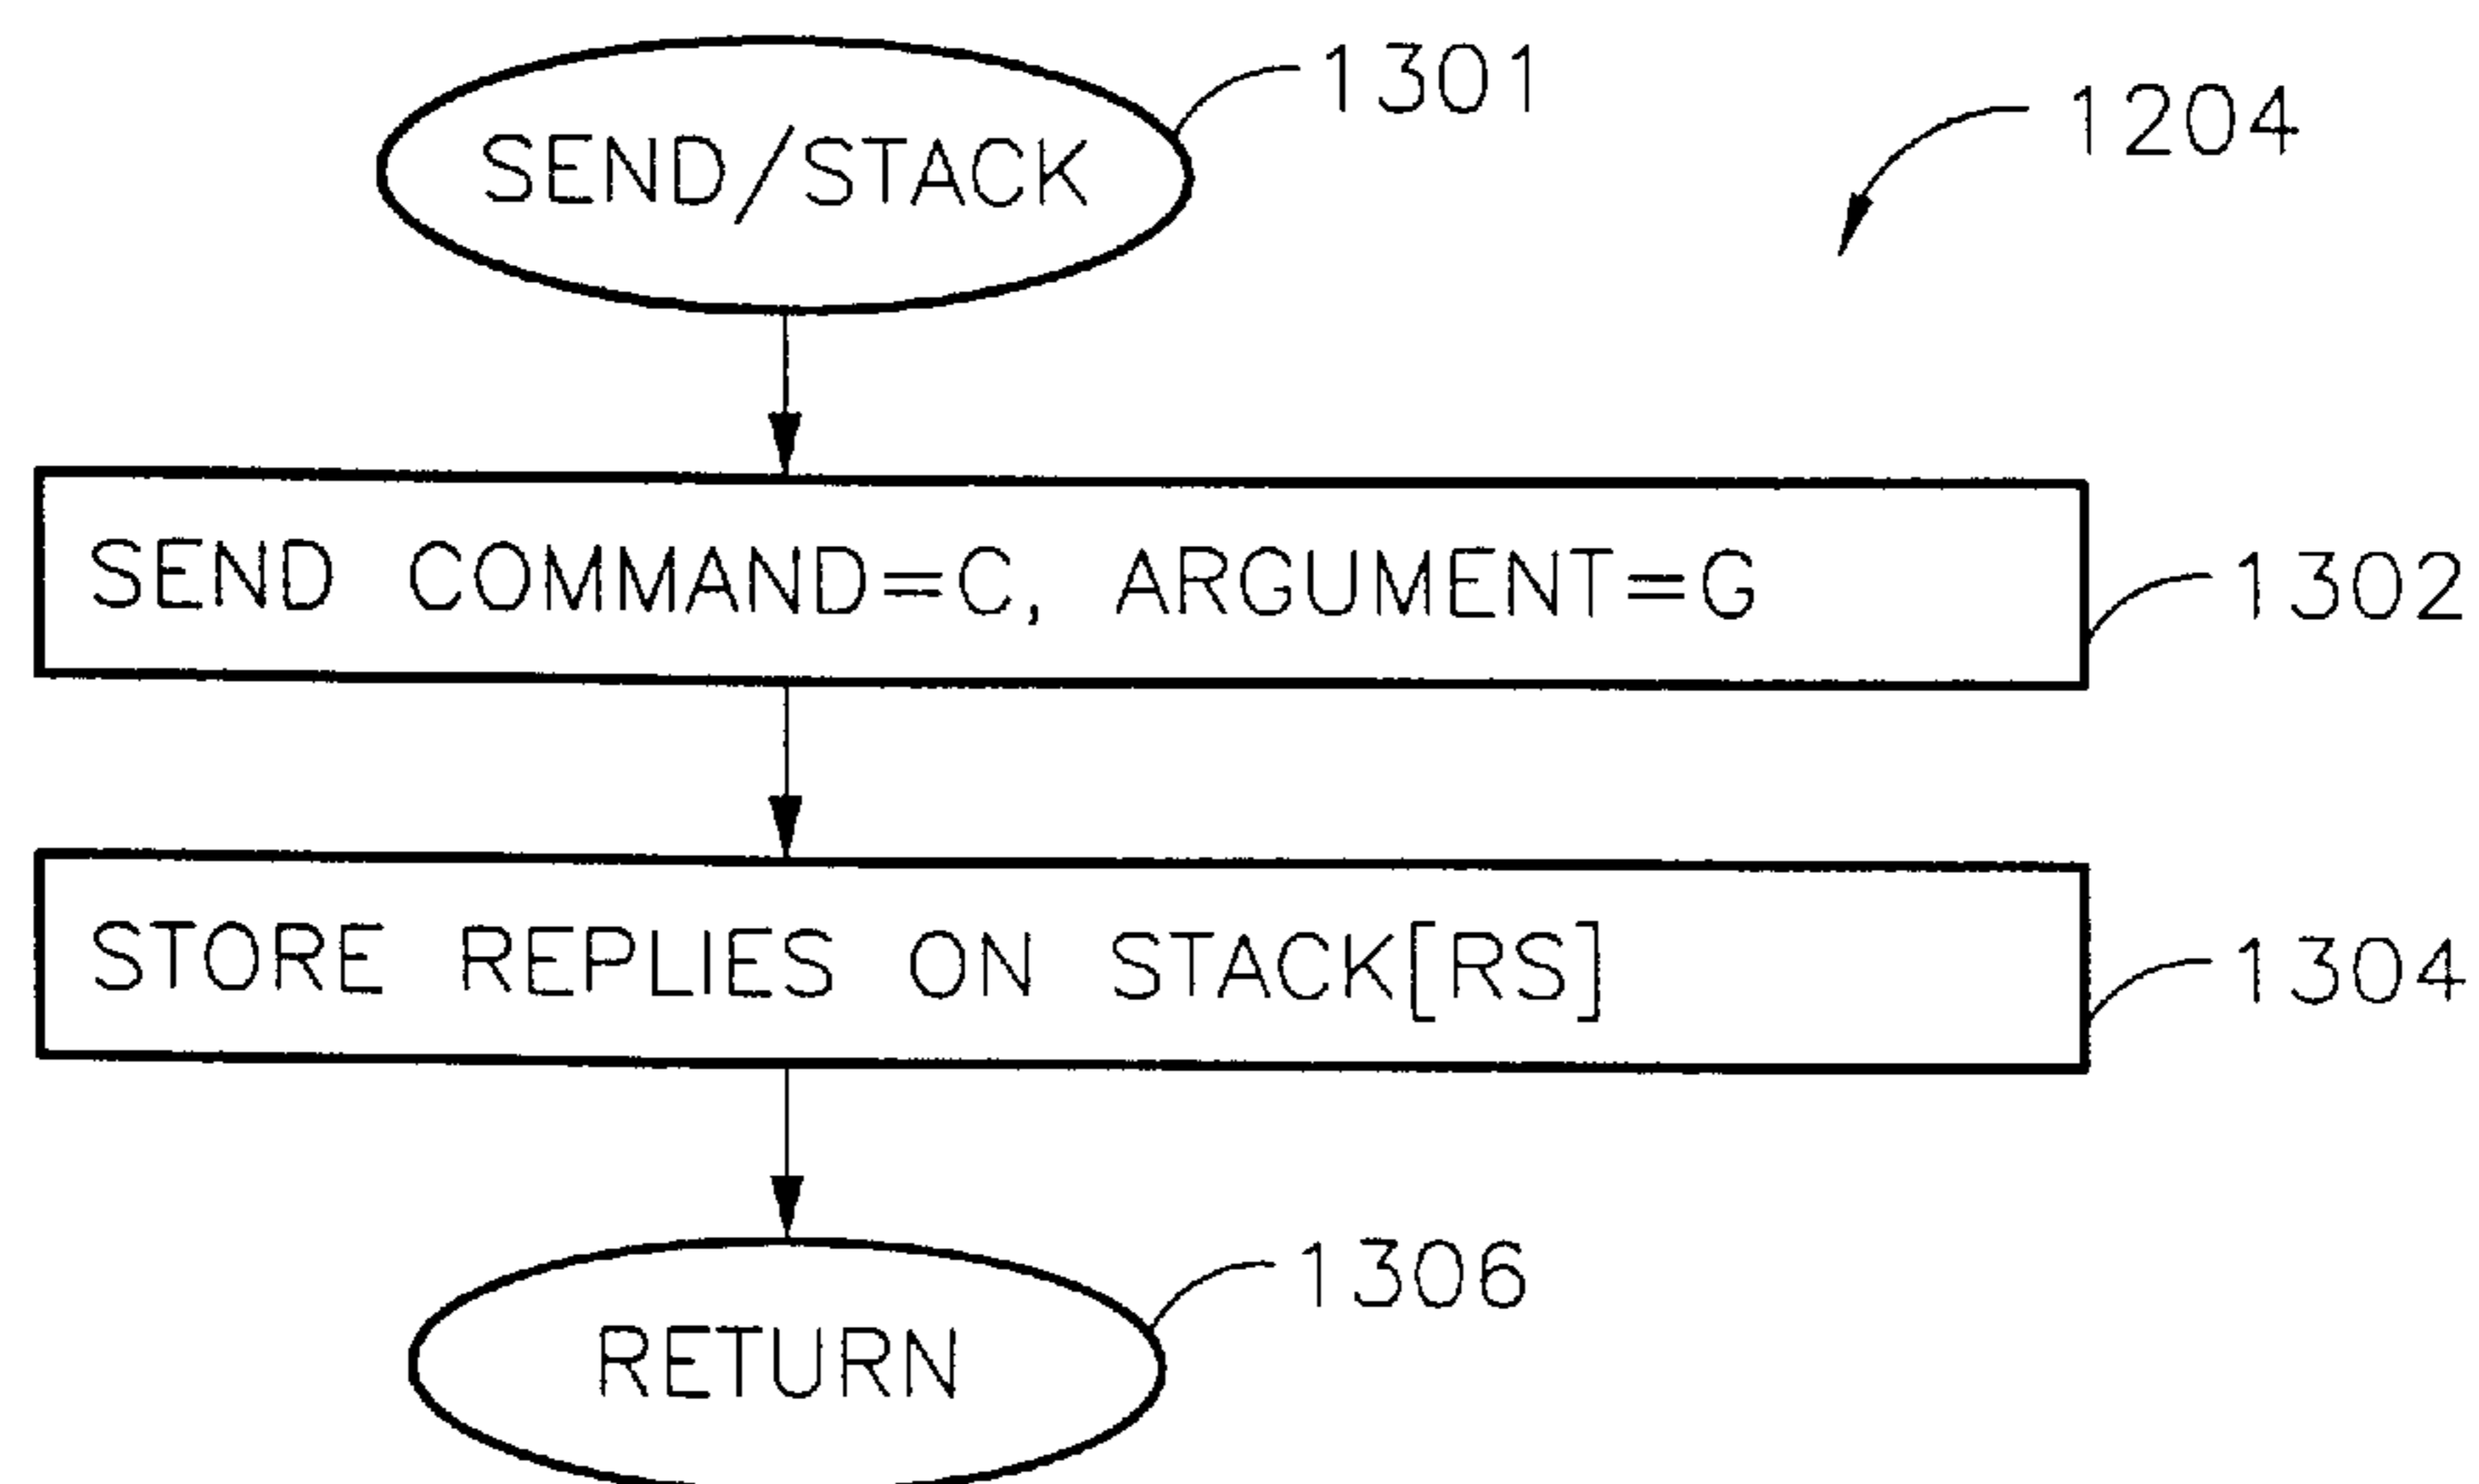 1301
1204
SEND/STACK
SEND COMMAND=C, ARGUMENT=G
1302
STORE REPLIES ON STACK[RS]
1304
1306
RETURN